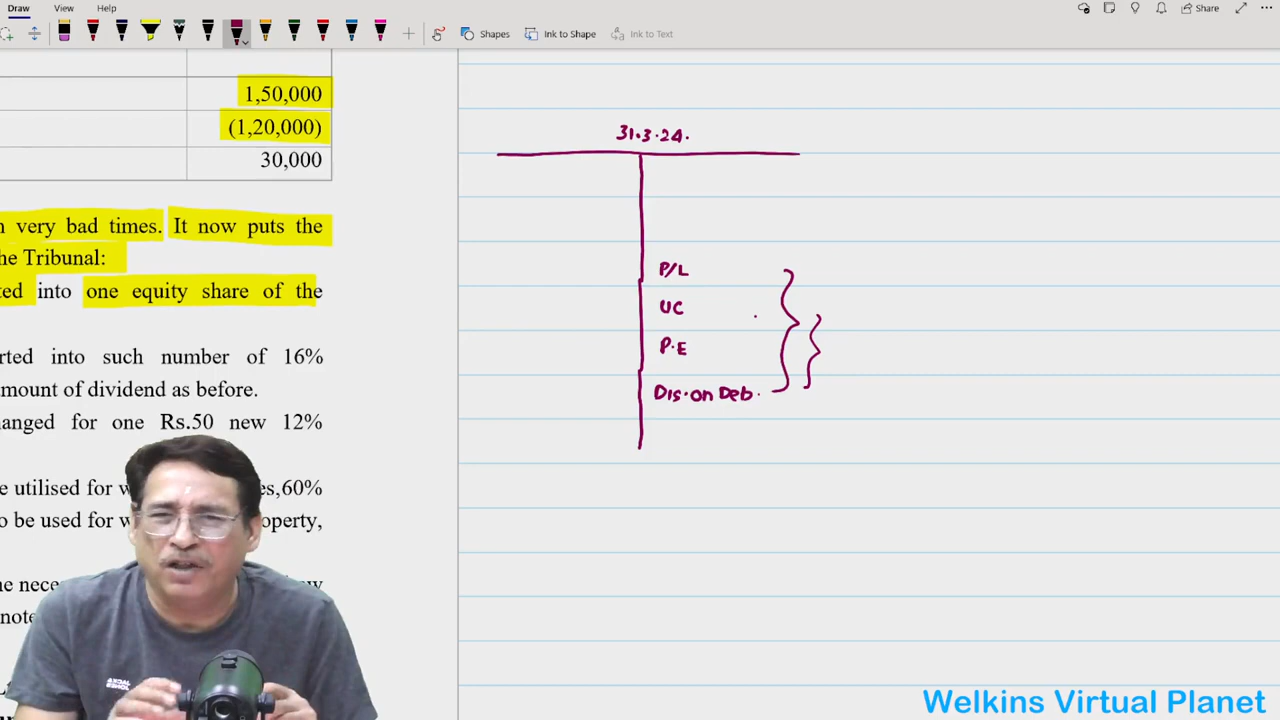 Draw View Help
Shapes Ink to Shape Ink to Text Share
1,50,000
(1,20,000)
30,000
very bad times. It now puts the
he Tribunal:
ted into one equity share of the
rted into such number of 16%
amount of dividend as before.
hanged for one Rs.50 new 12%
e utilised for w es,60%
o be used for w operty,
ne nece
note
31.3.24.
P/L
UC
P.E
Dis.on Deb.
Welkins Virtual Planet